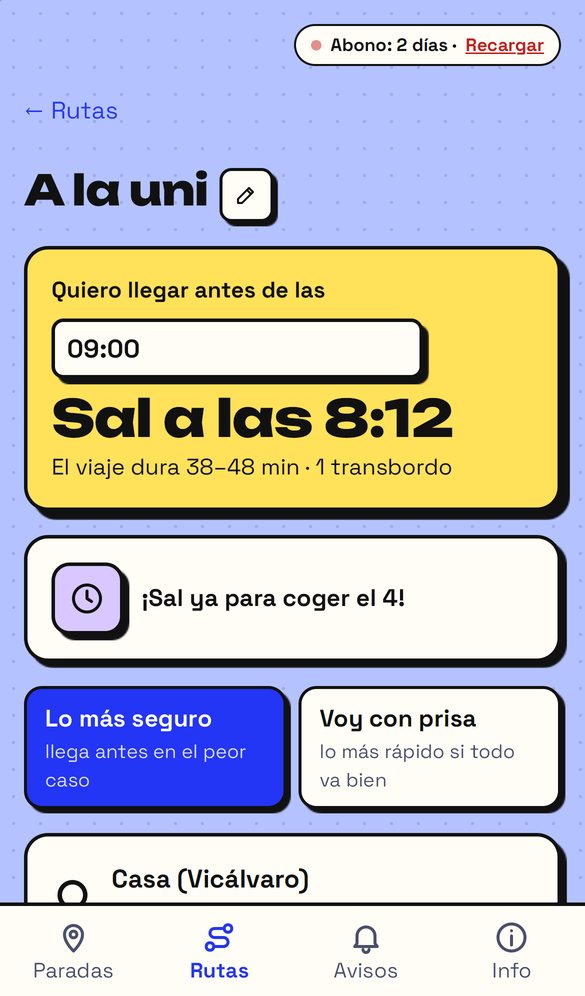 Abono: 2 días · Recargar
← Rutas
A la uni
Quiero llegar antes de las
09:00
Sal a las 8:12
El viaje dura 38–48 min · 1 transbordo
¡Sal ya para coger el 4!
Lo más seguro
llega antes en el peor
caso
Voy con prisa
lo más rápido si todo
va bien
Casa (Vicálvaro)
Paradas
Rutas
Avisos
Info